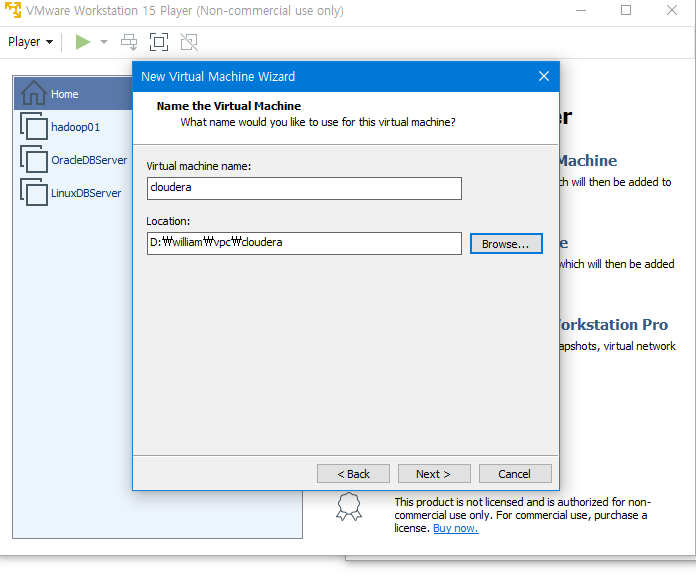 VMware Workstation 15 Player (Non-commercial use only)
Player
New Virtual Machine Wizard
Name the Virtual Machine
What name would you like to use for this virtual machine?
Home
hadoop01
OracleDBServer
LinuxDBServer
Virtual machine name:
cloudera
Location:
D:₩william₩vpc₩cloudera
Browse...
< Back
Next >
Cancel
er
Machine
ch will then be added to
e
which will then be added
orkstation Pro
apshots, virtual network
This product is not licensed and is authorized for non-
commercial use only. For commercial use, purchase a
license. Buy now.